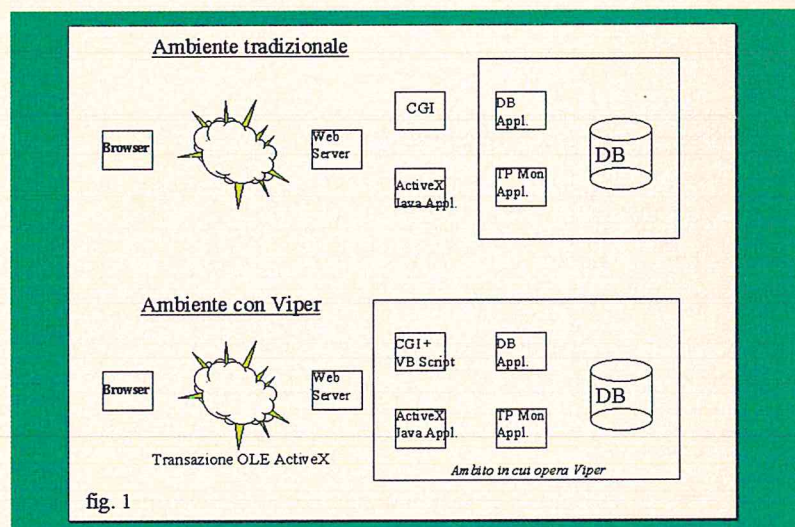 Ambiente tradizionale
Browser
Web
Server
CGI
ActiveX
Java Appl.
DB
Appl.
TP Mon
Appl.
DB
Ambiente con Viper
Browser
Web
Server
Transazione OLE ActiveX
CGI+
VB Script
ActiveX
Java Appl.
DB
Appl.
TP Mon
Appl.
DB
Ambito in cui opera Viper
fig. 1